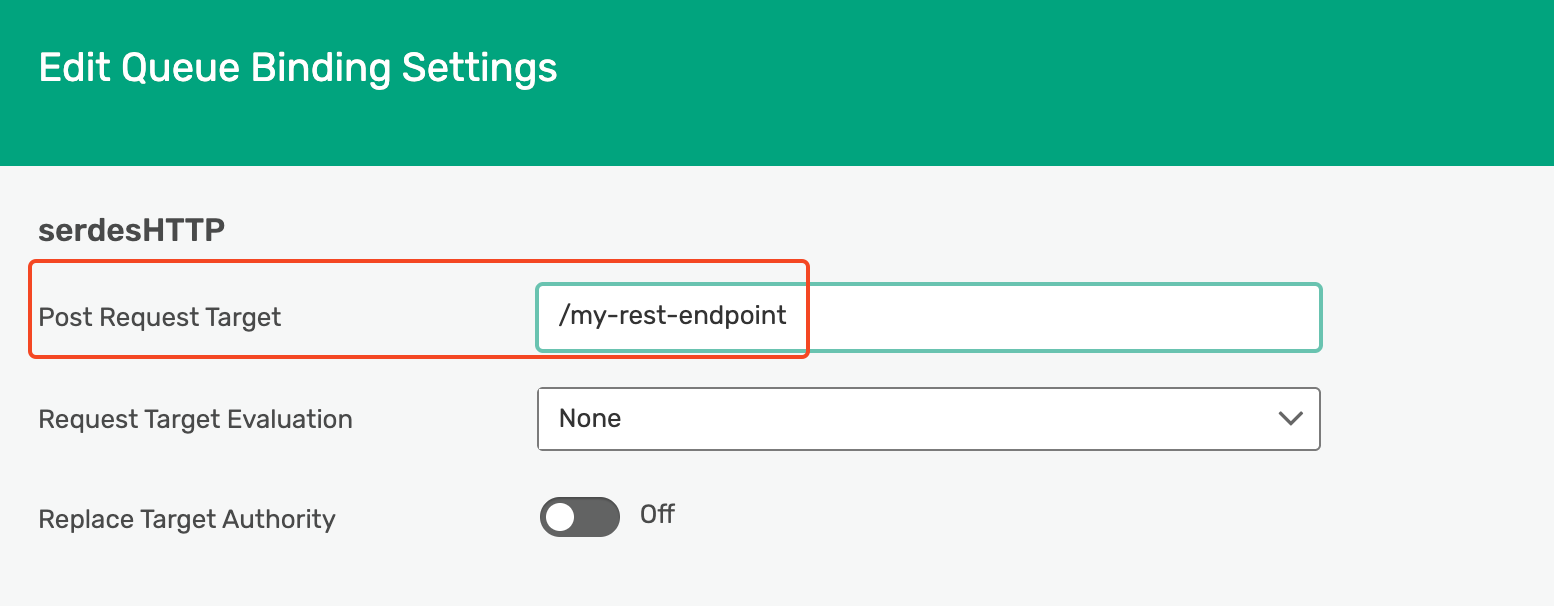 Edit Queue Binding Settings
serdesHTTP
Post Request Target /my-rest-endpoint
Request Target Evaluation None
Replace Target Authority Off